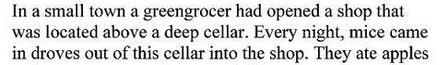 In a small town a greengrocer had opened a shop that
was located above a deep cellar. Every night, mice came
in droves out of this cellar into the shop. They ate apples